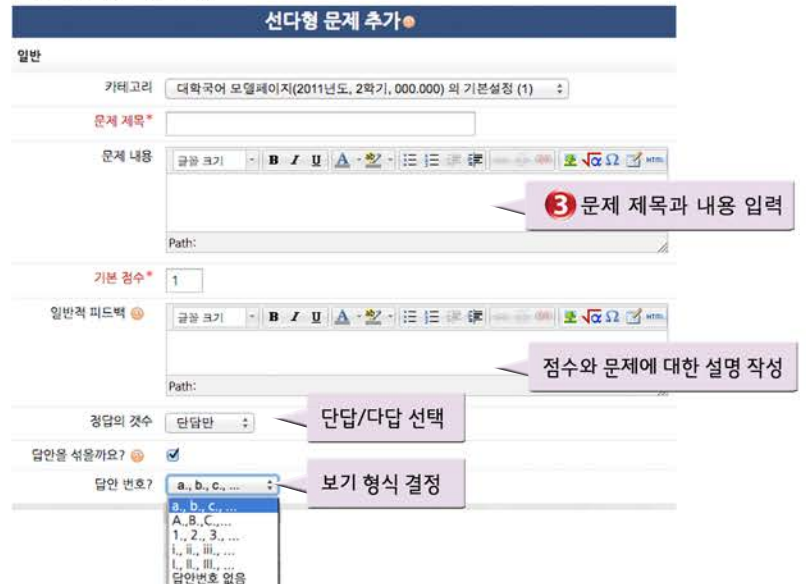 선다형 문제 추가
일반
카테고리 대학국어 모델페이지(2011년도, 2학기, 000.000) 의 기본설정 (1)
문제 제목*
문제 내용 글꼴 크기 B I U A ab √α Ω HTML
❸ 문제 제목과 내용 입력
Path:
기본 점수* 1
일반적 피드백 글꼴 크기 B I U A ab √α Ω HTML
점수와 문제에 대한 설명 작성
Path:
정답의 갯수 단답만 단답/다답 선택
답안을 섞을까요?
답안 번호? a., b., c., ... 보기 형식 결정
a., b., c., ...
A.,B.,C.,...
1., 2., 3., ...
i., ii., iii., ...
I., II., III., ...
답안번호 없음